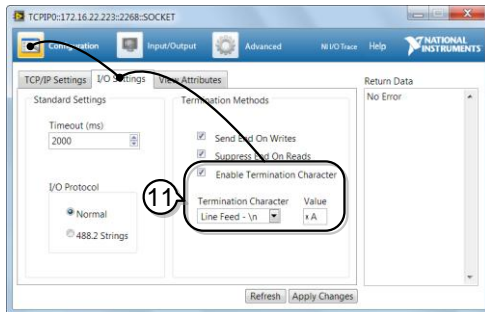 TCPIP0::172.16.22.223::2268::SOCKET
Configuration Input/Output Advanced NI I/O Trace Help NATIONAL INSTRUMENTS
TCP/IP Settings I/O Settings View Attributes
Return Data
No Error
Standard Settings
Timeout (ms)
2000
I/O Protocol
Normal
488.2 Strings
Termination Methods
Send End On Writes
Suppress End On Reads
Enable Termination Character
11
Termination Character Value
Line Feed - \n x A
Refresh Apply Changes